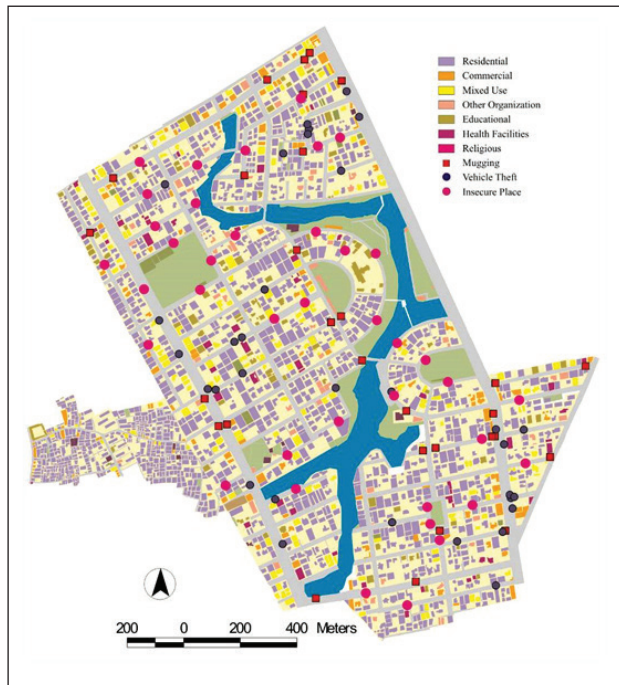 Residential
Commercial
Mixed Use
Other Organization
Educational
Health Facilities
Religious
Mugging
Vehicle Theft
Insecure Place
200 0 200 400 Meters